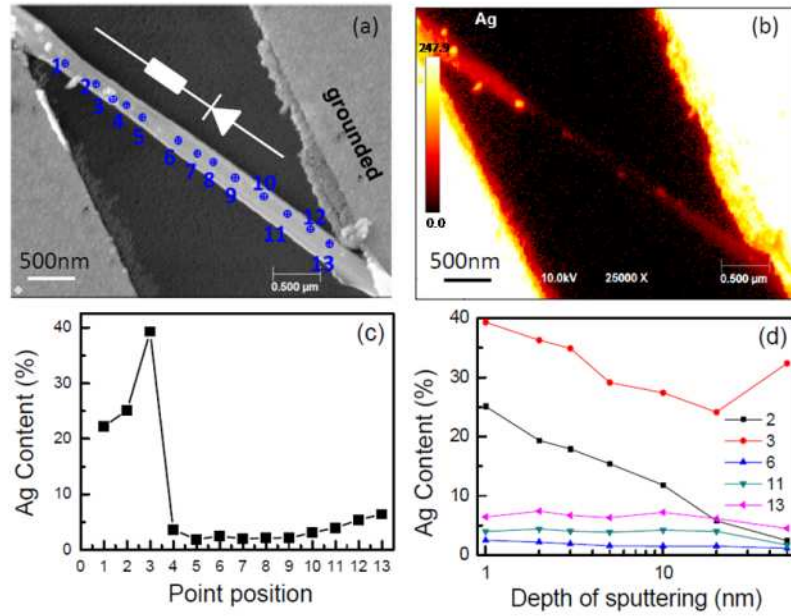 (a)
1
2
3
4
5
6
7
8
9
10
11
12
13
grounded
500nm
0.500 µm
Ag
(b)
247.9
0.0
500nm
10.0kV 25000 X
0.500 µm
(c)
Ag Content (%)
40
30
20
10
0
0 1 2 3 4 5 6 7 8 9 10 11 12 13
Point position
(d)
Ag Content (%)
40
30
20
10
0
2
3
6
11
13
1 10
Depth of sputtering (nm)